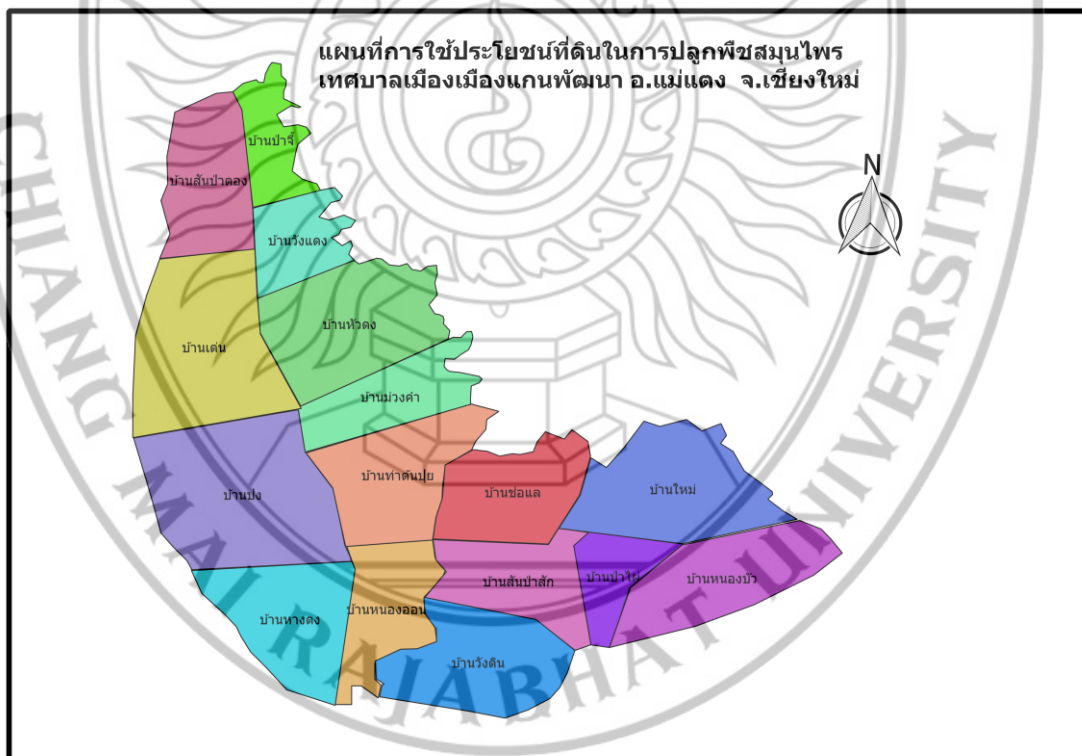 แผนที่การใช้ประโยชน์ที่ดินในการปลูกพืชสมุนไพร
เทศบาลเมืองเมืองแกนพัฒนา อ.แม่แตง จ.เชียงใหม่
N
บ้านป่าจี้
บ้านสันป่าตอง
บ้านวังแดง
บ้านหัวดง
บ้านเด่น
บ้านม่วงคำ
บ้านท่าต้นปุย
บ้านช่อแล
บ้านใหม่
บ้านปง
บ้านสันป่าสัก
บ้านป่าไผ่
บ้านหนองบัว
บ้านหางดง
บ้านหนองออน
บ้านวังดิน
CHIANG MAI RAJABHAT UNIVERSITY